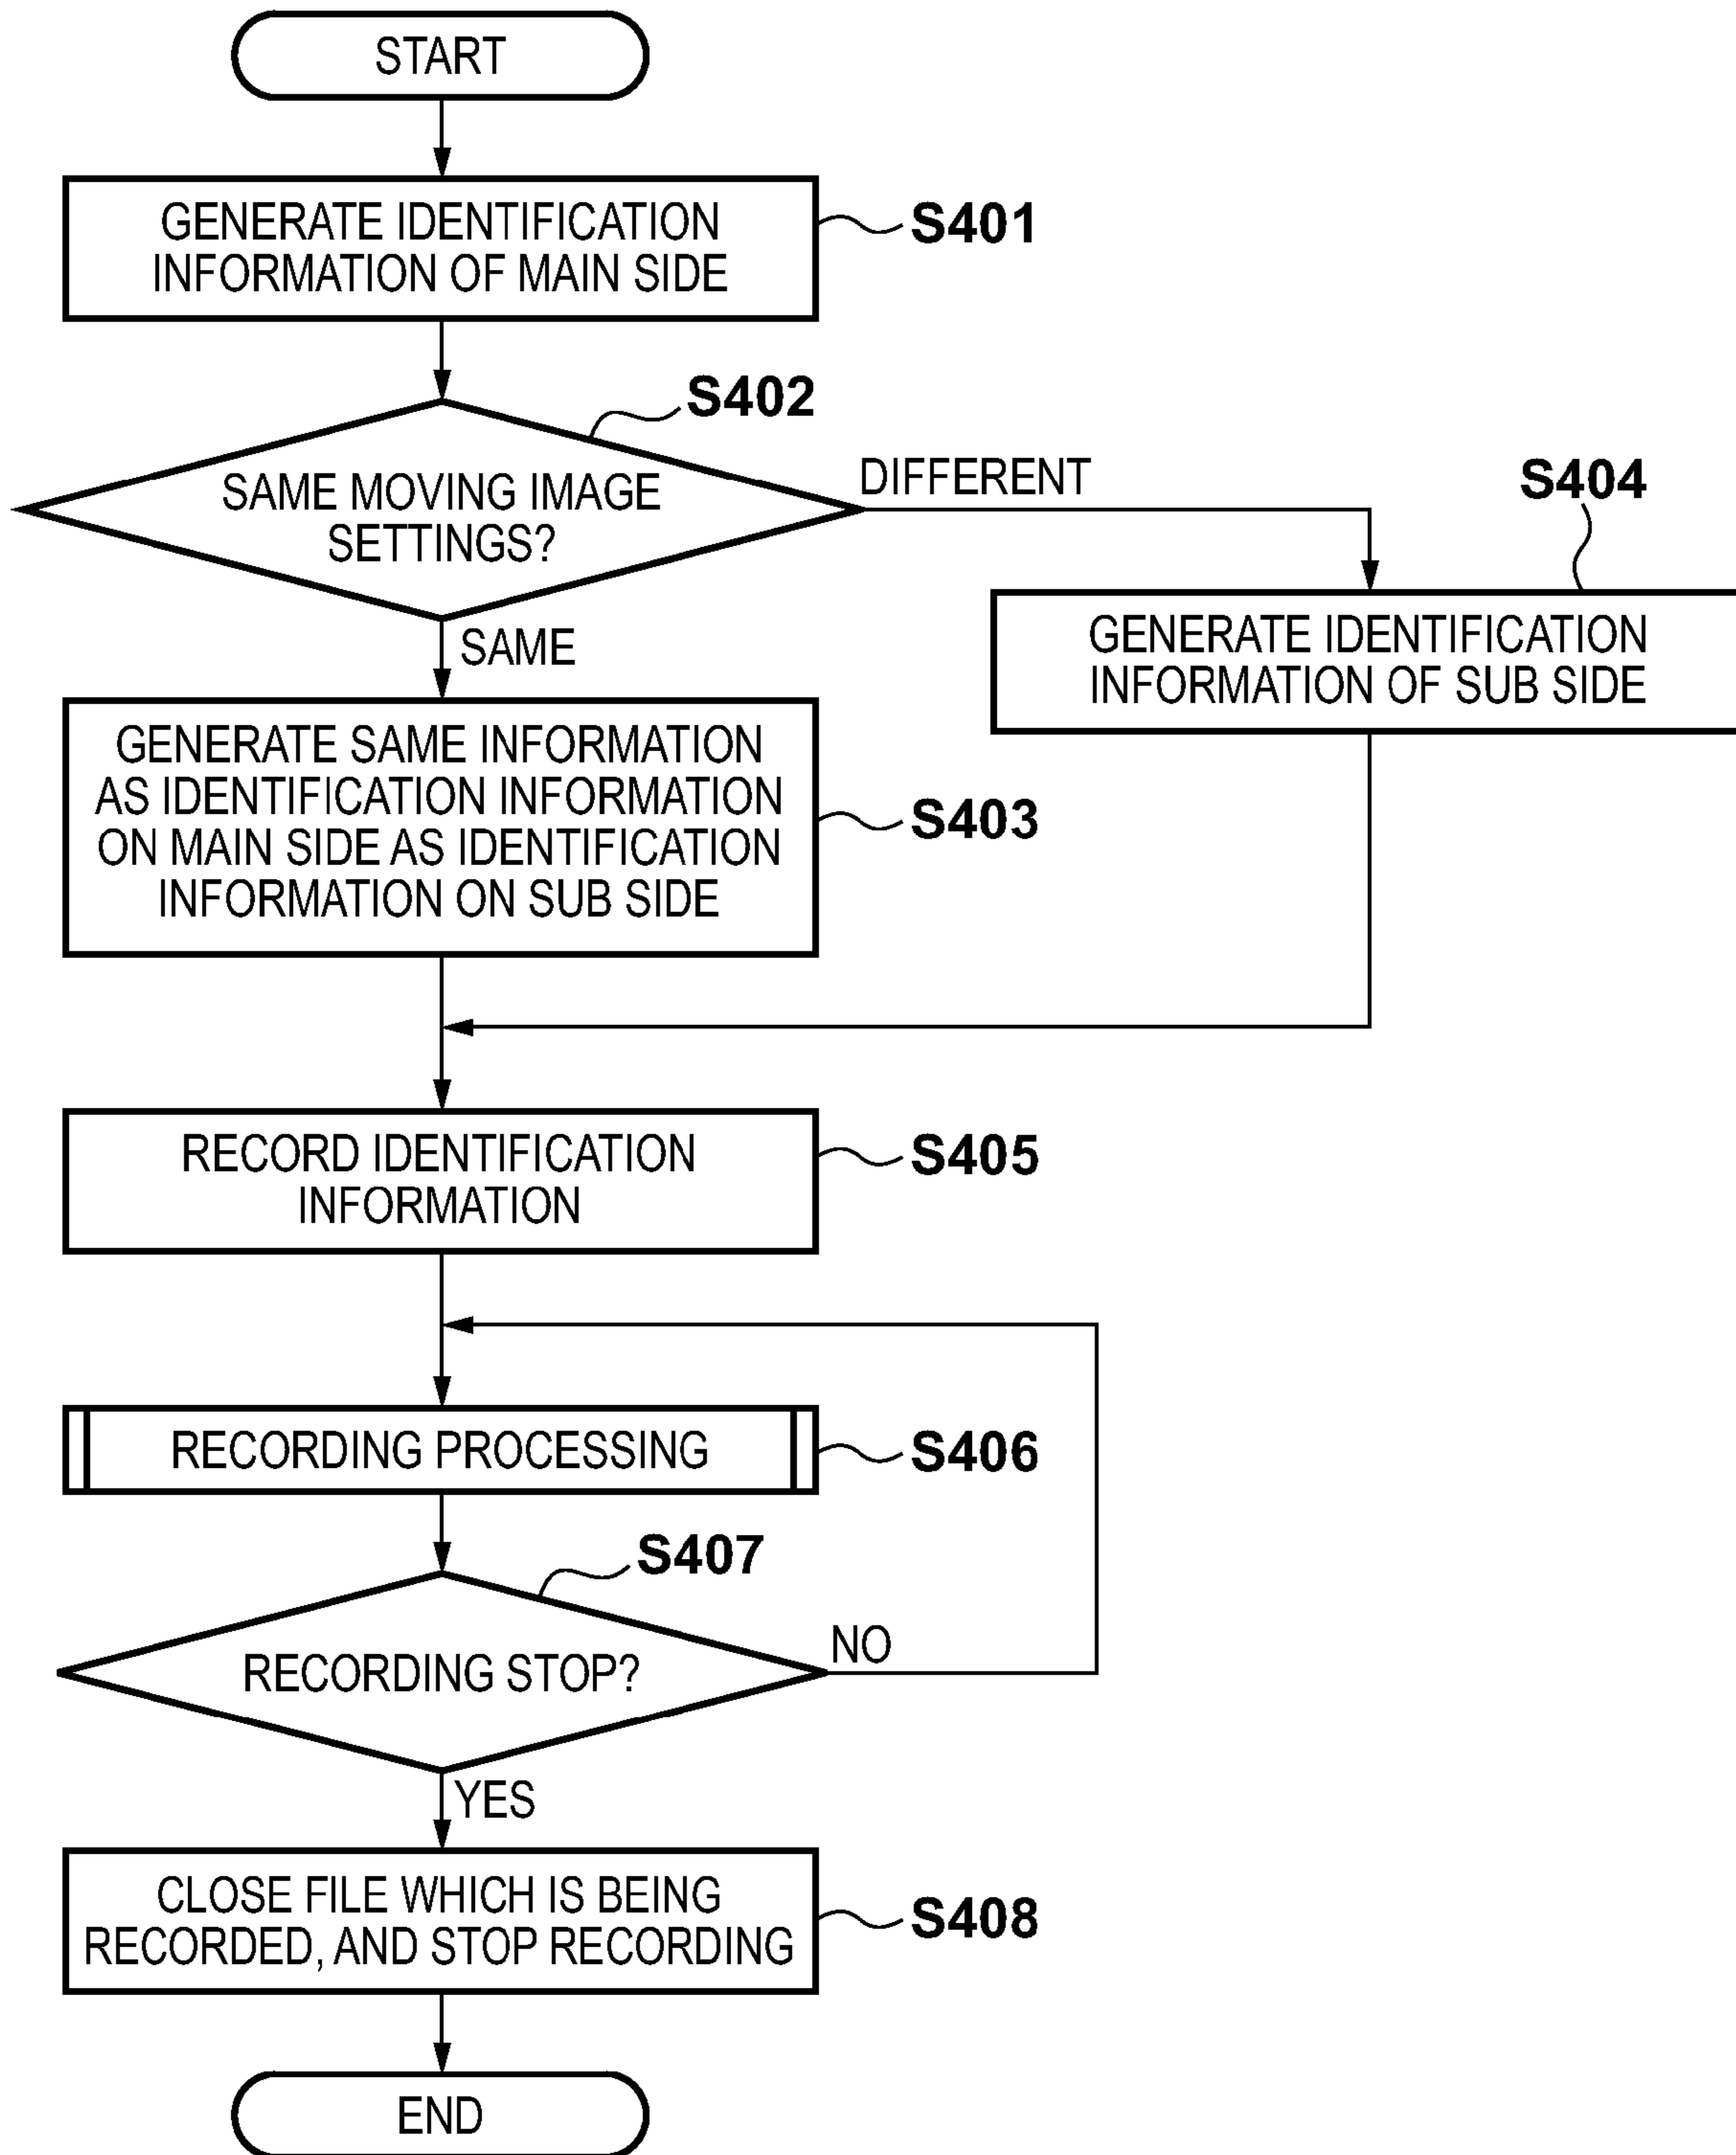 START
GENERATE IDENTIFICATION
INFORMATION OF MAIN SIDE
S401
S402
SAME MOVING IMAGE
SETTINGS?
DIFFERENT
SAME
S404
GENERATE IDENTIFICATION
INFORMATION OF SUB SIDE
GENERATE SAME INFORMATION
AS IDENTIFICATION INFORMATION
ON MAIN SIDE AS IDENTIFICATION
INFORMATION ON SUB SIDE
S403
RECORD IDENTIFICATION
INFORMATION
S405
RECORDING PROCESSING
S406
S407
RECORDING STOP?
NO
YES
CLOSE FILE WHICH IS BEING
RECORDED, AND STOP RECORDING
S408
END